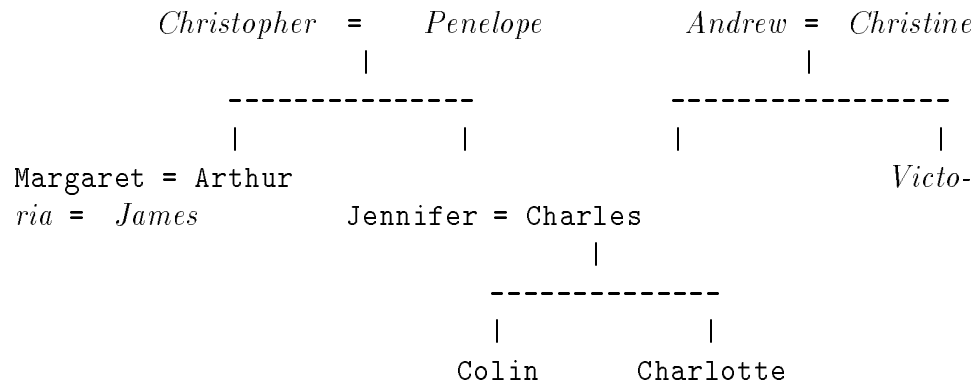 Christopher = Penelope Andrew = Christine
| |
--------------- -----------------
| | | |
Margaret = Arthur Victo-
ria = James Jennifer = Charles
|
--------------
| |
Colin Charlotte